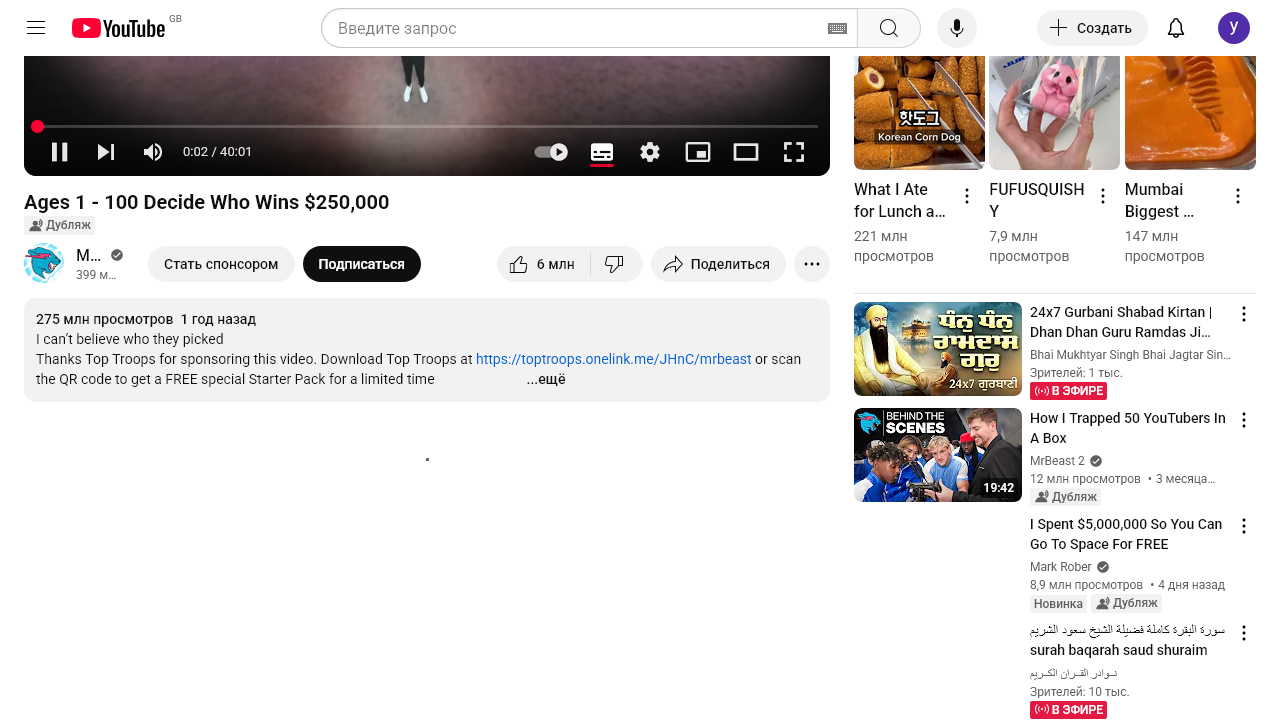 YouTube
GB
Введите запрос
Создать
y
0:02 / 40:01
Ages 1 - 100 Decide Who Wins $250,000
Дубляж
M...
399 м...
Стать спонсором
Подписаться
6 млн
Поделиться
275 млн просмотров 1 год назад
I can’t believe who they picked
Thanks Top Troops for sponsoring this video. Download Top Troops at https://toptroops.onelink.me/JHnC/mrbeast or scan
the QR code to get a FREE special Starter Pack for a limited time
...ещё
핫도그
Korean Corn Dog
What I Ate
for Lunch a...
221 млн
просмотров
FUFUSQUISH
Y
7,9 млн
просмотров
Mumbai
Biggest ...
147 млн
просмотров
ਧੰਨੁ ਧੰਨੁ
ਰਾਮਦਾਸ
ਗੁਰੁ
24x7 ਗੁਰਬਾਣੀ
24x7 Gurbani Shabad Kirtan |
Dhan Dhan Guru Ramdas Ji...
Bhai Mukhtyar Singh Bhai Jagtar Sin...
Зрителей: 1 тыс.
В ЭФИРЕ
BEHIND THE
SCENES
19:42
How I Trapped 50 YouTubers In
A Box
MrBeast 2
12 млн просмотров • 3 месяца...
Дубляж
I Spent $5,000,000 So You Can
Go To Space For FREE
Mark Rober
8,9 млн просмотров • 4 дня назад
Новинка
Дубляж
سورة البقرة كاملة فضيلة الشيخ سعود الشريم
surah baqarah saud shuraim
نــوادر القــران الكــريم
Зрителей: 10 тыс.
В ЭФИРЕ